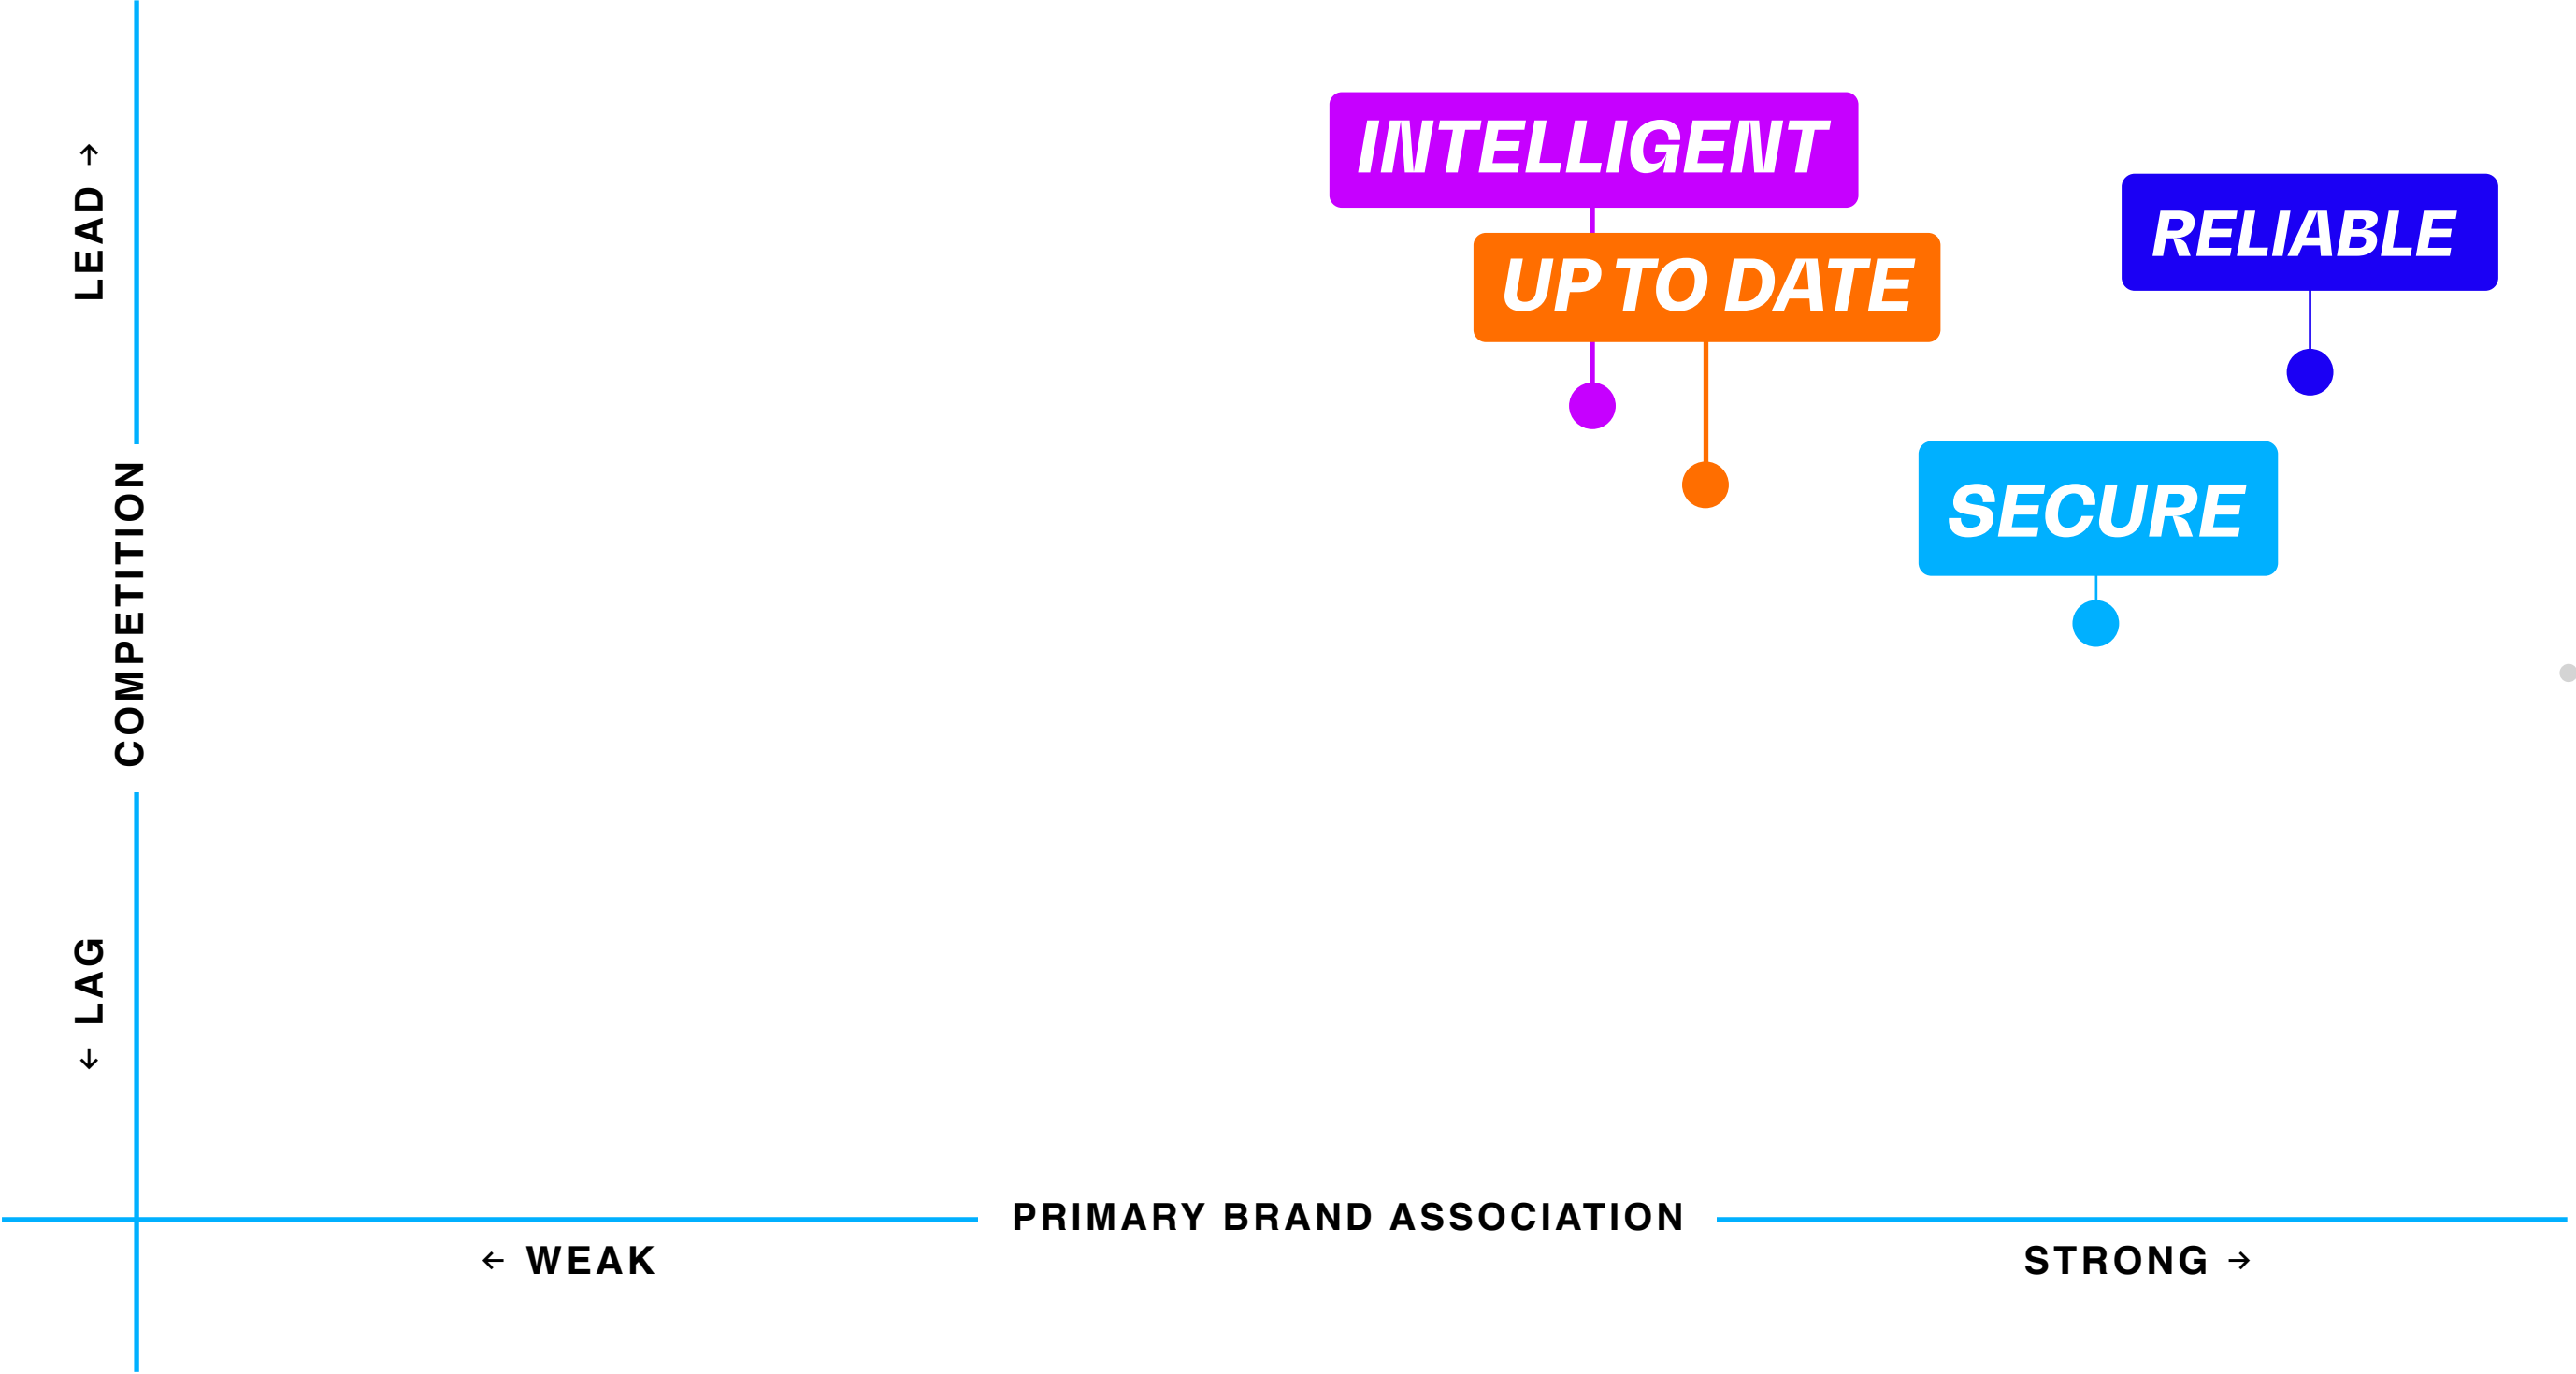 INTELLIGENT
RELIABLE
UP TO DATE
SECURE
LEAD →
COMPETITION
← LAG
PRIMARY BRAND ASSOCIATION
← WEAK
STRONG →